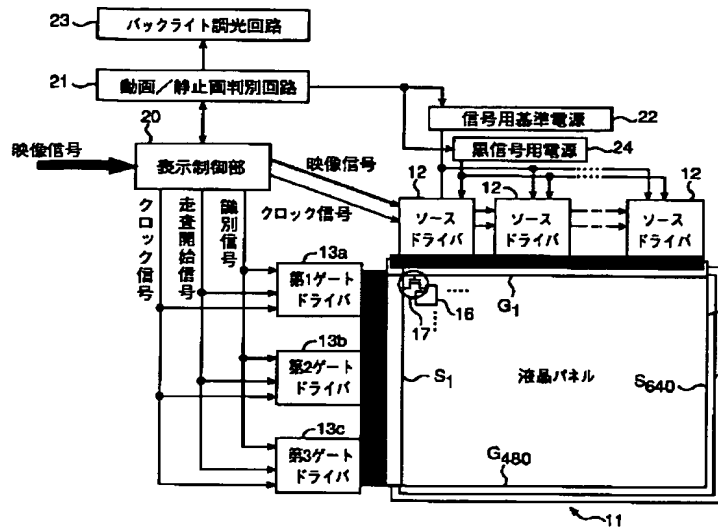 23
バックライト調光回路
21
動画／静止画判別回路
20
映像信号
表示制御部
映像信号
クロック信号
信号用基準電源
22
黒信号用電源
24
12
12
12
ソース
ドライバ
ソース
ドライバ
ソース
ドライバ
クロック信号
走査開始信号
識別信号
13a
第1ゲート
ドライバ
13b
第2ゲート
ドライバ
13c
第3ゲート
ドライバ
G1
17
16
S1
液晶パネル
S640
G480
11